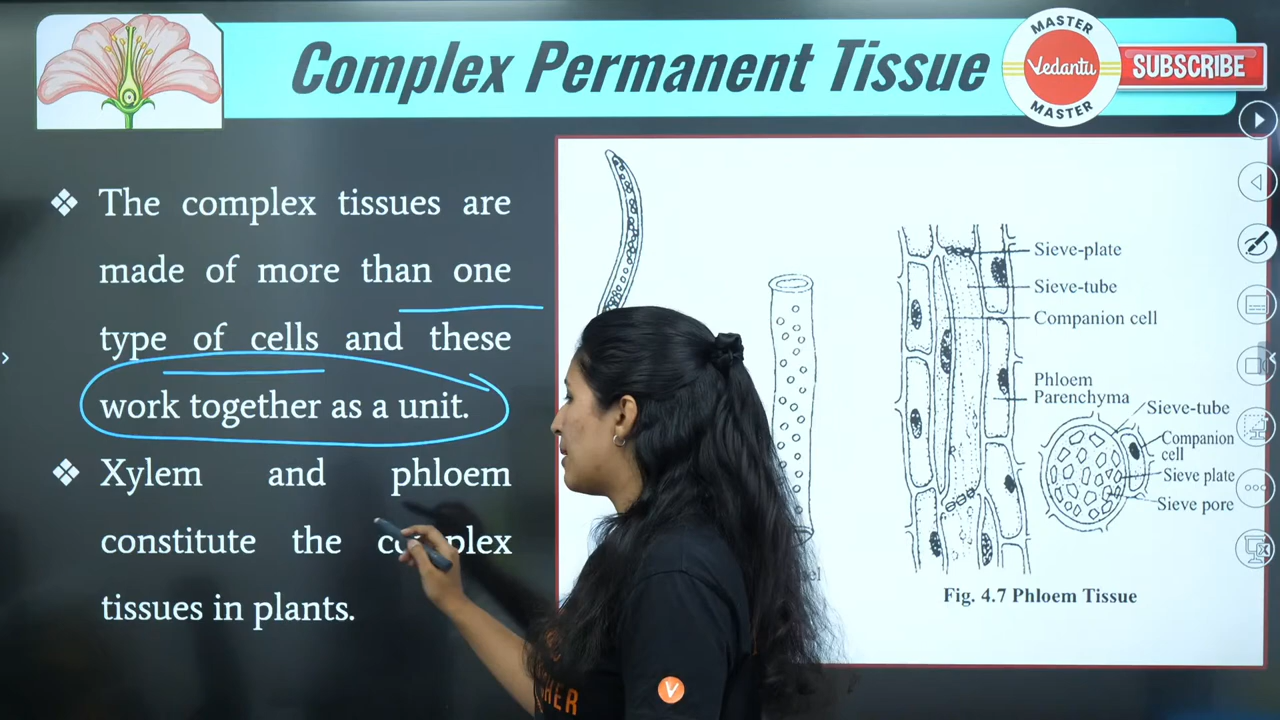 Complex Permanent Tissue
MASTER
Vedantu
MASTER
SUBSCRIBE
❖ The complex tissues are
made of more than one
type of cells and these
work together as a unit.
❖ Xylem and phloem
constitute the complex
tissues in plants.
Sieve-plate
Sieve-tube
Companion cell
Phloem
Parenchyma
Sieve-tube
Companion
cell
Sieve plate
Sieve pore
Fig. 4.7 Phloem Tissue
V